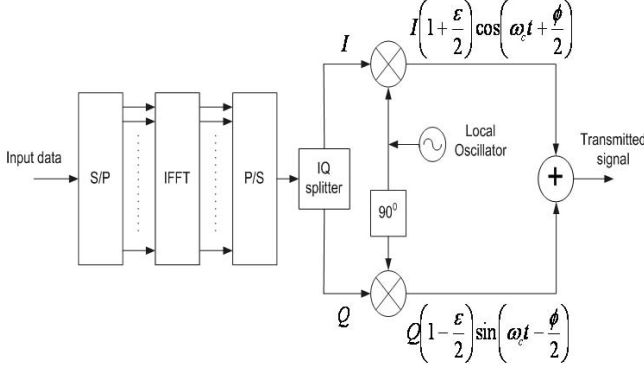 I
I(1+ε/2)cos(ω_c t+φ/2)
Input data
S/P
IFFT
P/S
IQ
splitter
Local
Oscillator
90⁰
+
Transmitted
signal
Q
Q(1-ε/2)sin(ω_c t-φ/2)